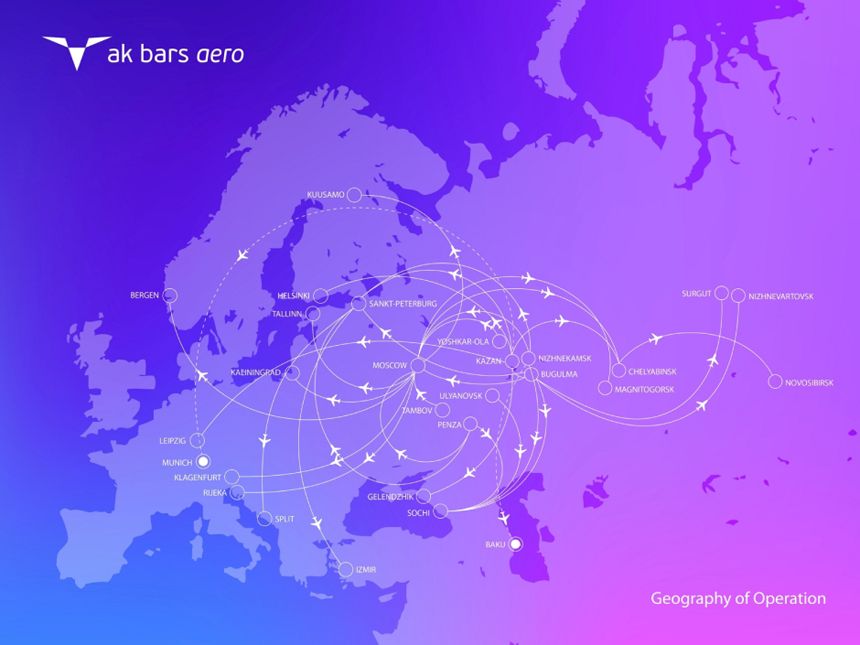 ak bars aero
KUUSAMO
BERGEN
HELSINKI
SANKT-PETERBURG
TALLINN
SURGUT
NIZHNEVARTOVSK
YOSHKAR-OLA
KAZAN
NIZHNEKAMSK
MOSCOW
BUGULMA
KALININGRAD
CHELYABINSK
MAGNITOGORSK
NOVOSIBIRSK
ULYANOVSK
TAMBOV
PENZA
LEIPZIG
MUNICH
KLAGENFURT
RIJEKA
GELENDZHIK
SOCHI
SPLIT
BAKU
IZMIR
Geography of Operation